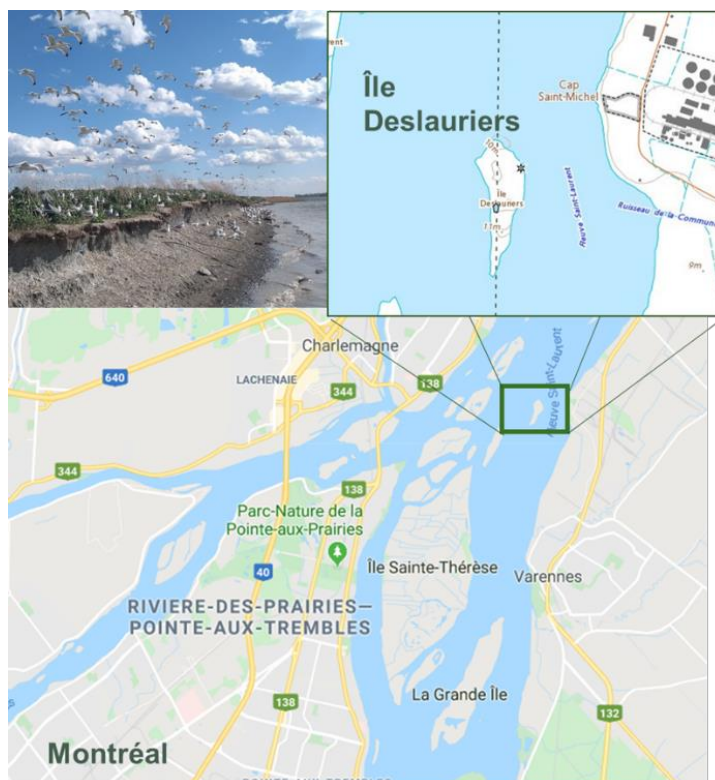 Île
Deslauriers
Cap
Saint-Michel
10m
Île
Deslauriers
11m
Fleuve Saint-Laurent
Ruisseau de la Commune
9m
Charlemagne
640
LACHENAIE
344
138
Fleuve Saint-Laurent
344
138
Parc-Nature de la
Pointe-aux-Prairies
Île Sainte-Thérèse
Varennes
40
RIVIERE-DES-PRAIRIES—
POINTE-AUX-TREMBLES
La Grande Île
138
132
Montréal